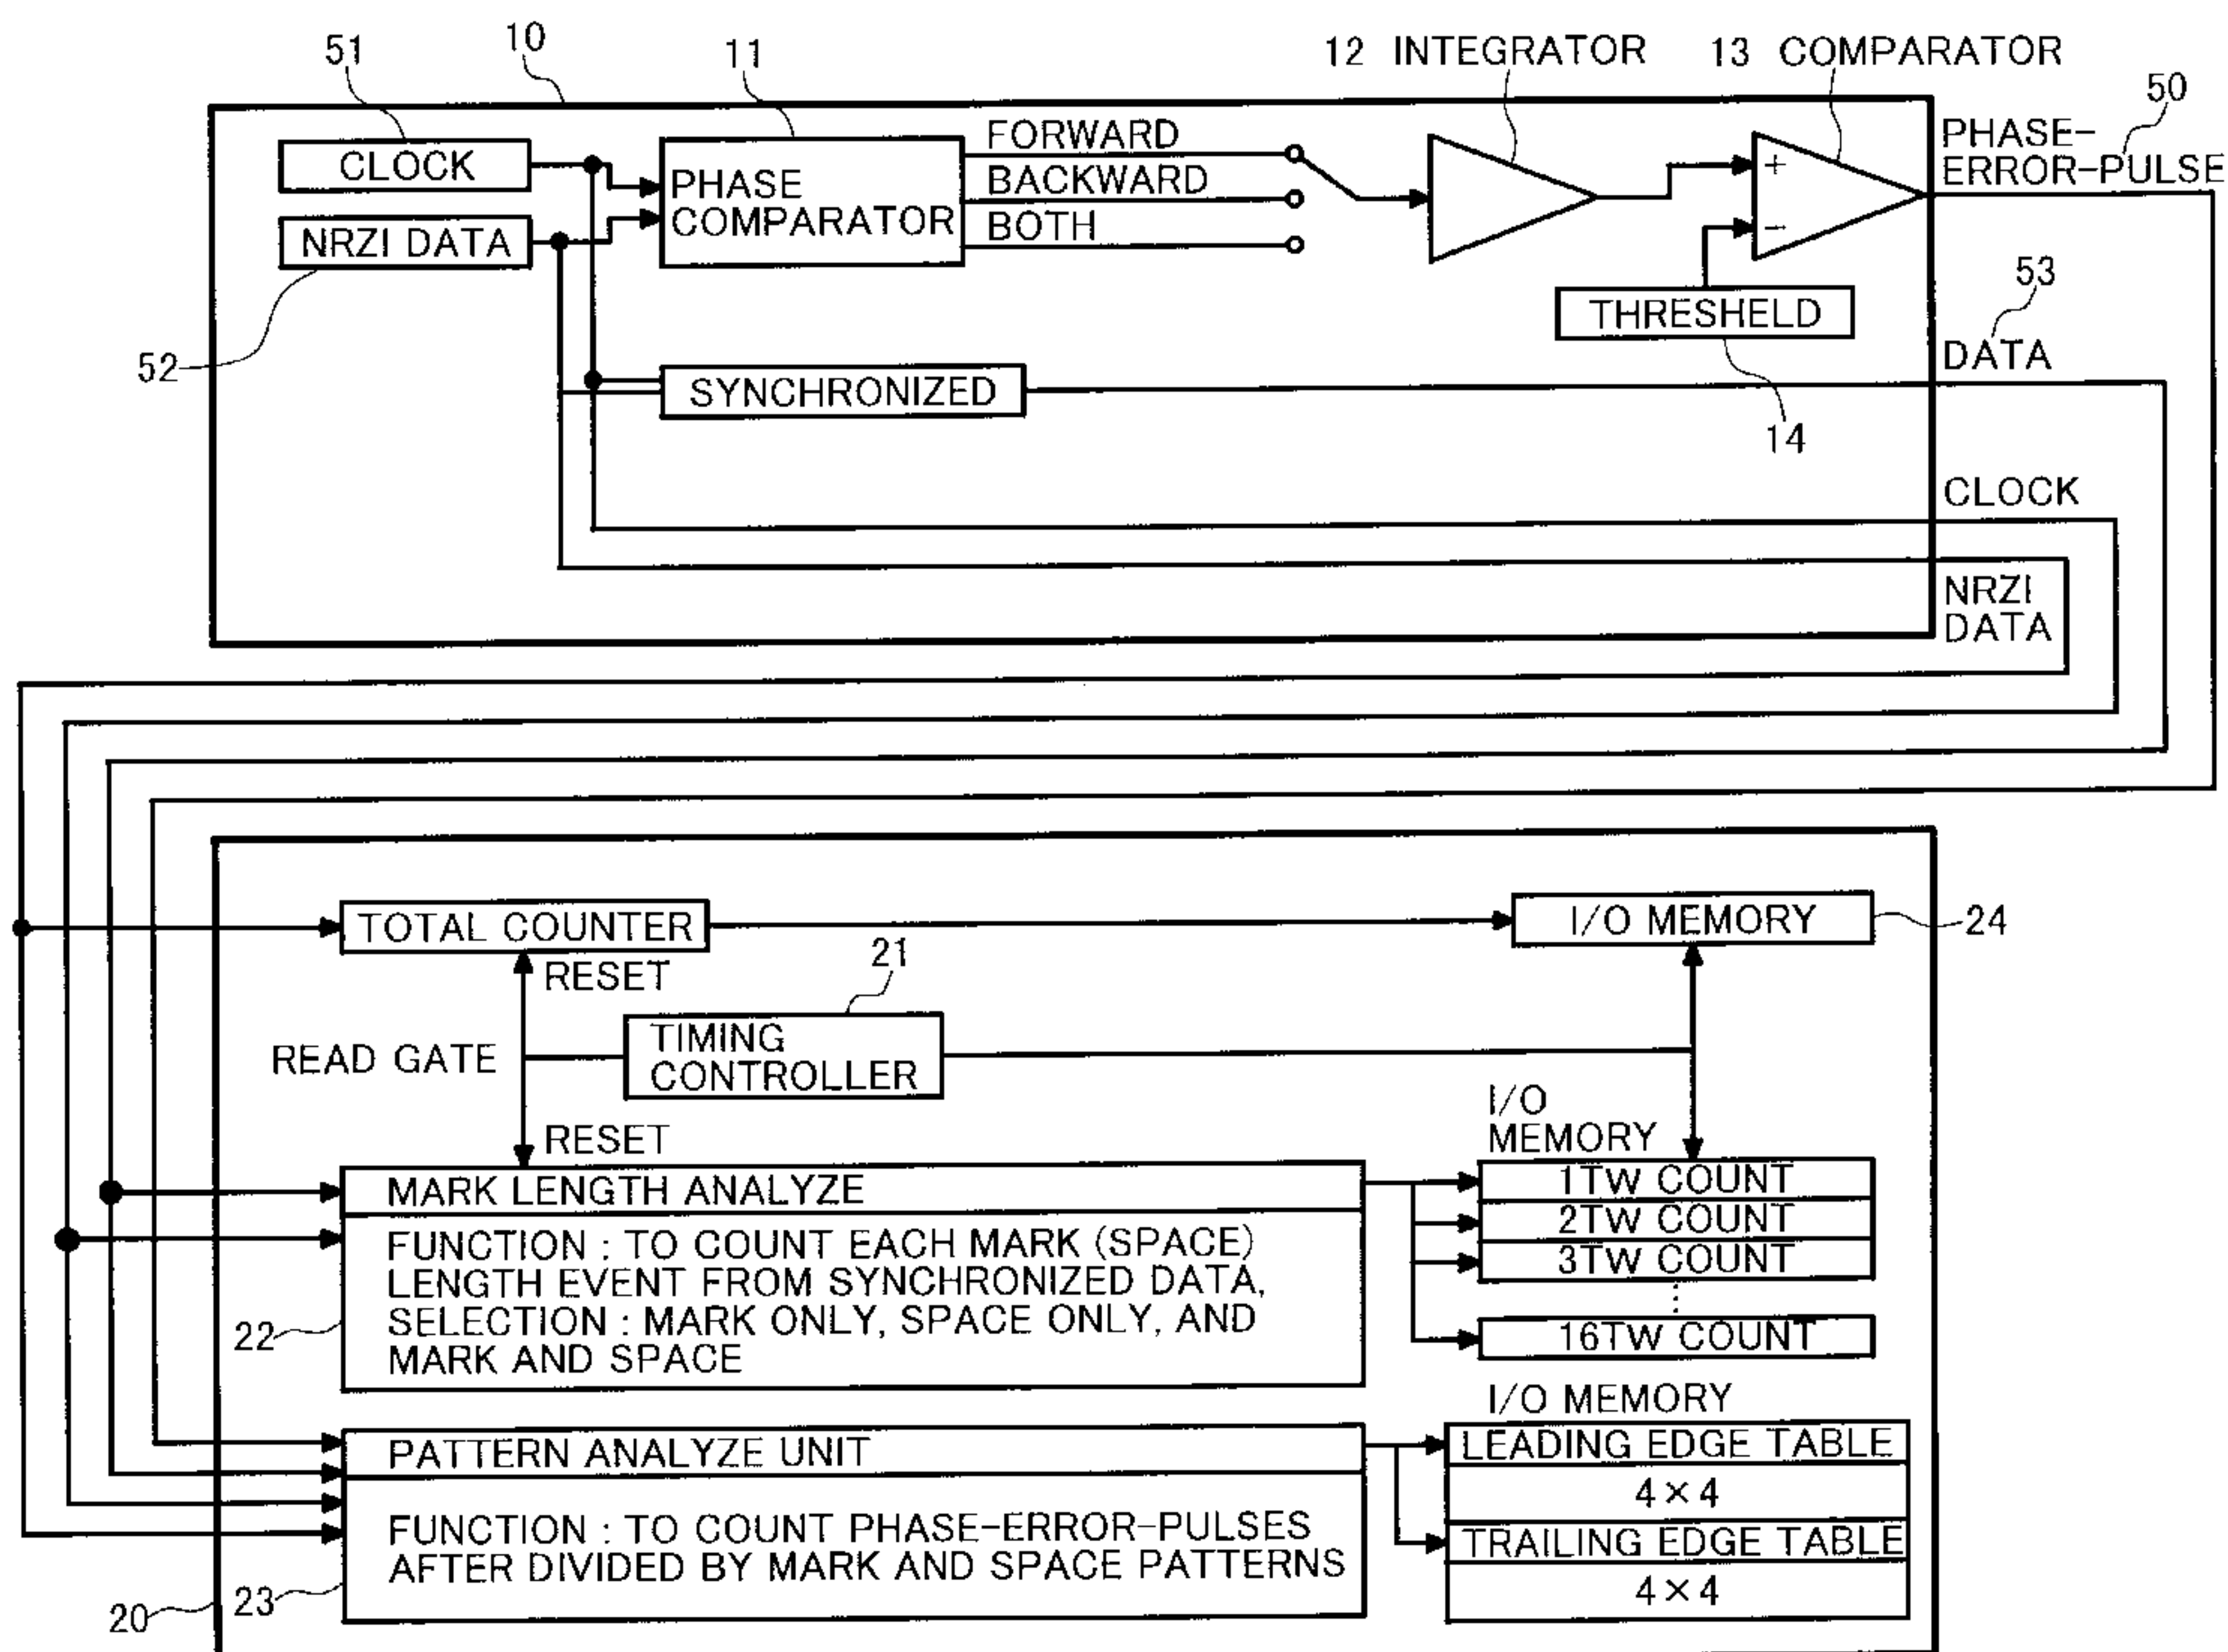 51
10
11
12 INTEGRATOR
13 COMPARATOR
50
CLOCK
NRZI DATA
52
PHASE
COMPARATOR
FORWARD
BACKWARD
BOTH
+
−
THRESHELD
14
PHASE-
ERROR-PULSE
53
DATA
SYNCHRONIZED
CLOCK
NRZI
DATA
TOTAL COUNTER
I/O MEMORY
24
RESET
21
READ GATE
TIMING
CONTROLLER
RESET
I/O
MEMORY
MARK LENGTH ANALYZE
FUNCTION : TO COUNT EACH MARK (SPACE)
LENGTH EVENT FROM SYNCHRONIZED DATA,
SELECTION : MARK ONLY, SPACE ONLY, AND
MARK AND SPACE
22
1TW COUNT
2TW COUNT
3TW COUNT
16TW COUNT
I/O MEMORY
PATTERN ANALYZE UNIT
FUNCTION : TO COUNT PHASE-ERROR-PULSES
AFTER DIVIDED BY MARK AND SPACE PATTERNS
23
20
LEADING EDGE TABLE
4×4
TRAILING EDGE TABLE
4×4